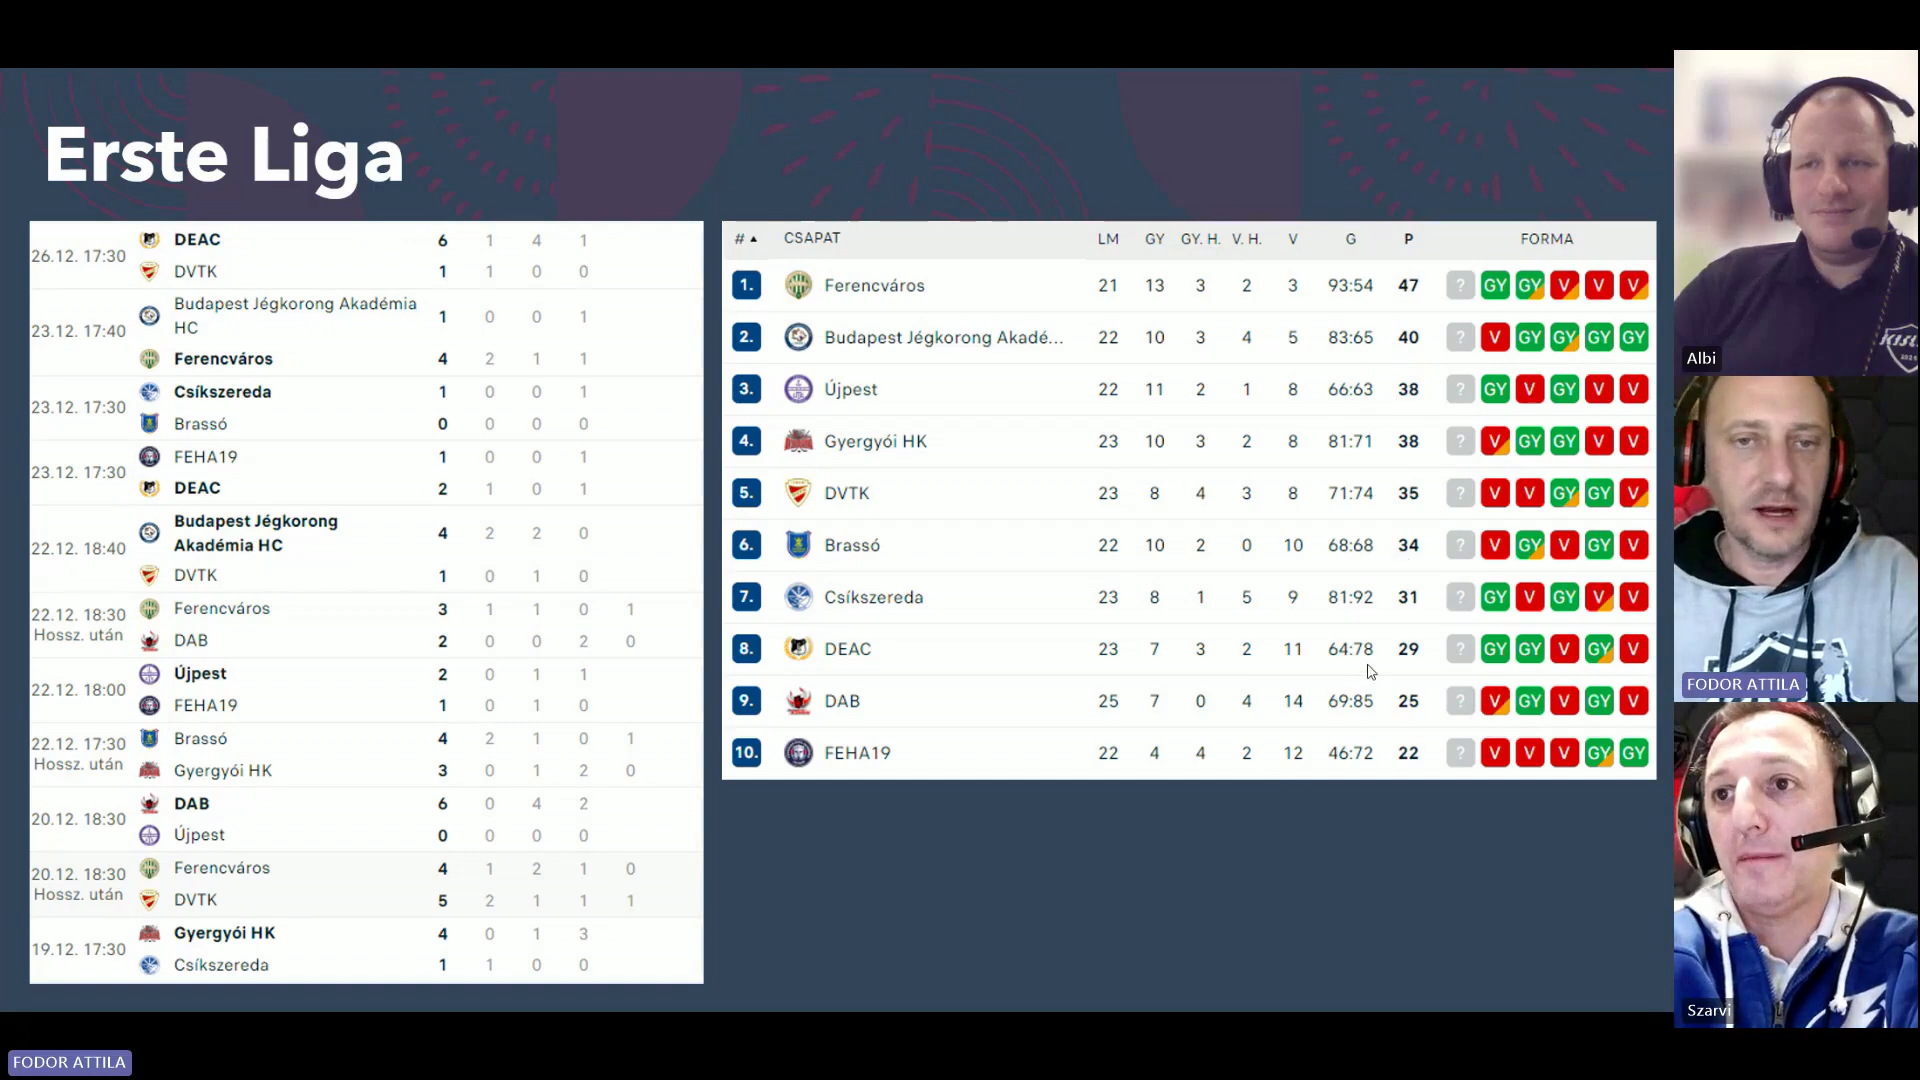 Erste Liga
26.12. 17:30
DEAC 6 1 4 1
DVTK 1 1 0 0
23.12. 17:40
Budapest Jégkorong Akadémia
HC
1 0 0 1
Ferencváros 4 2 1 1
23.12. 17:30
Csíkszereda 1 0 0 1
Brassó 0 0 0 0
23.12. 17:30
FEHA19 1 0 0 1
DEAC 2 1 0 1
22.12. 18:40
Budapest Jégkorong
Akadémia HC
4 2 2 0
DVTK 1 0 1 0
22.12. 18:30
Hossz. után
Ferencváros 3 1 1 0 1
DAB 2 0 0 2 0
22.12. 18:00
Újpest 2 0 1 1
FEHA19 1 0 1 0
22.12. 17:30
Hossz. után
Brassó 4 2 1 0 1
Gyergyói HK 3 0 1 2 0
20.12. 18:30
DAB 6 0 4 2
Újpest 0 0 0 0
20.12. 18:30
Hossz. után
Ferencváros 4 1 2 1 0
DVTK 5 2 1 1 1
19.12. 17:30
Gyergyói HK 4 0 1 3
Csíkszereda 1 1 0 0
# CSAPAT LM GY GY. H. V. H. V G P FORMA
1. Ferencváros 21 13 3 2 3 93:54 47 ? GY GY V V V
2. Budapest Jégkorong Akadé... 22 10 3 4 5 83:65 40 ? V GY GY GY GY
3. Újpest 22 11 2 1 8 66:63 38 ? GY V GY V V
4. Gyergyói HK 23 10 3 2 8 81:71 38 ? V GY GY V V
5. DVTK 23 8 4 3 8 71:74 35 ? V V GY GY V
6. Brassó 22 10 2 0 10 68:68 34 ? V GY V GY V
7. Csíkszereda 23 8 1 5 9 81:92 31 ? GY V GY V V
8. DEAC 23 7 3 2 11 64:78 29 ? GY GY V GY V
9. DAB 25 7 0 4 14 69:85 25 ? V GY V GY V
10. FEHA19 22 4 4 2 12 46:72 22 ? V V V GY GY
Albi
FODOR ATTILA
Szarvi
FODOR ATTILA